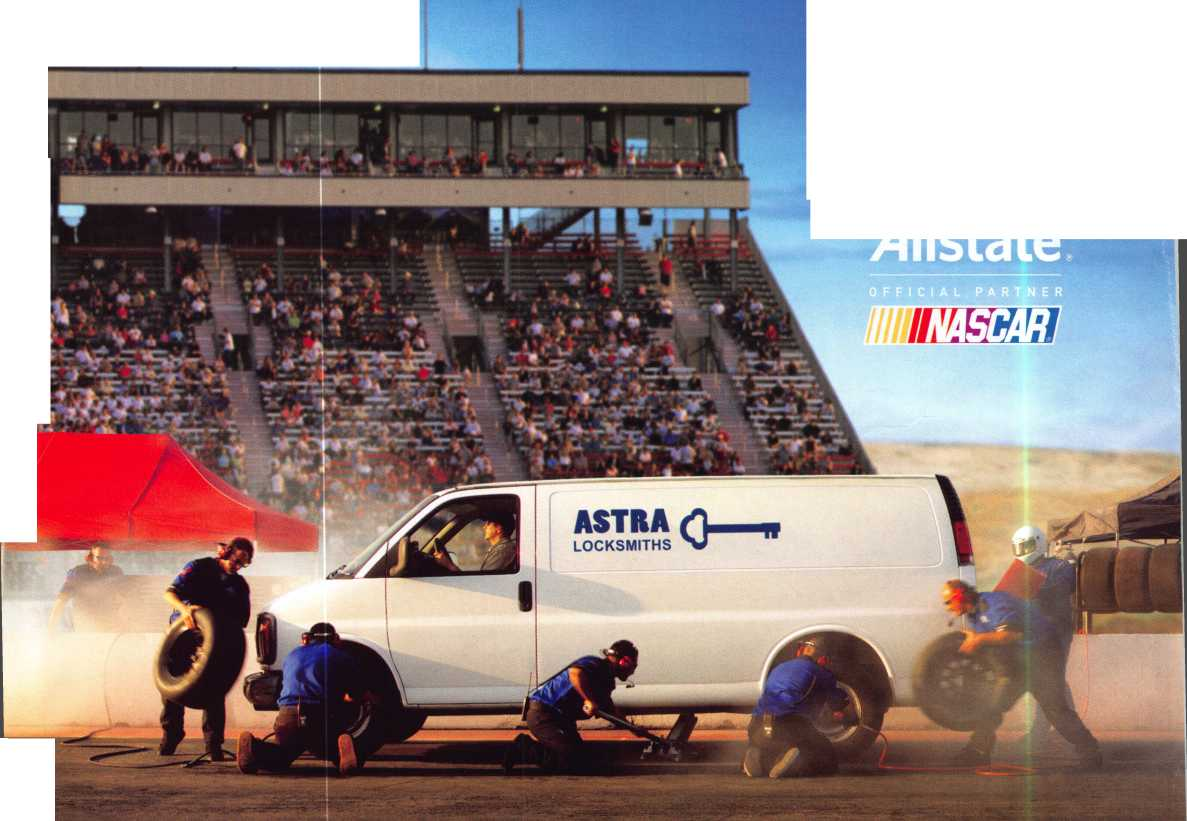 Allstate®
OFFICIAL PARTNER
NASCAR®
ASTRA
LOCKSMITHS